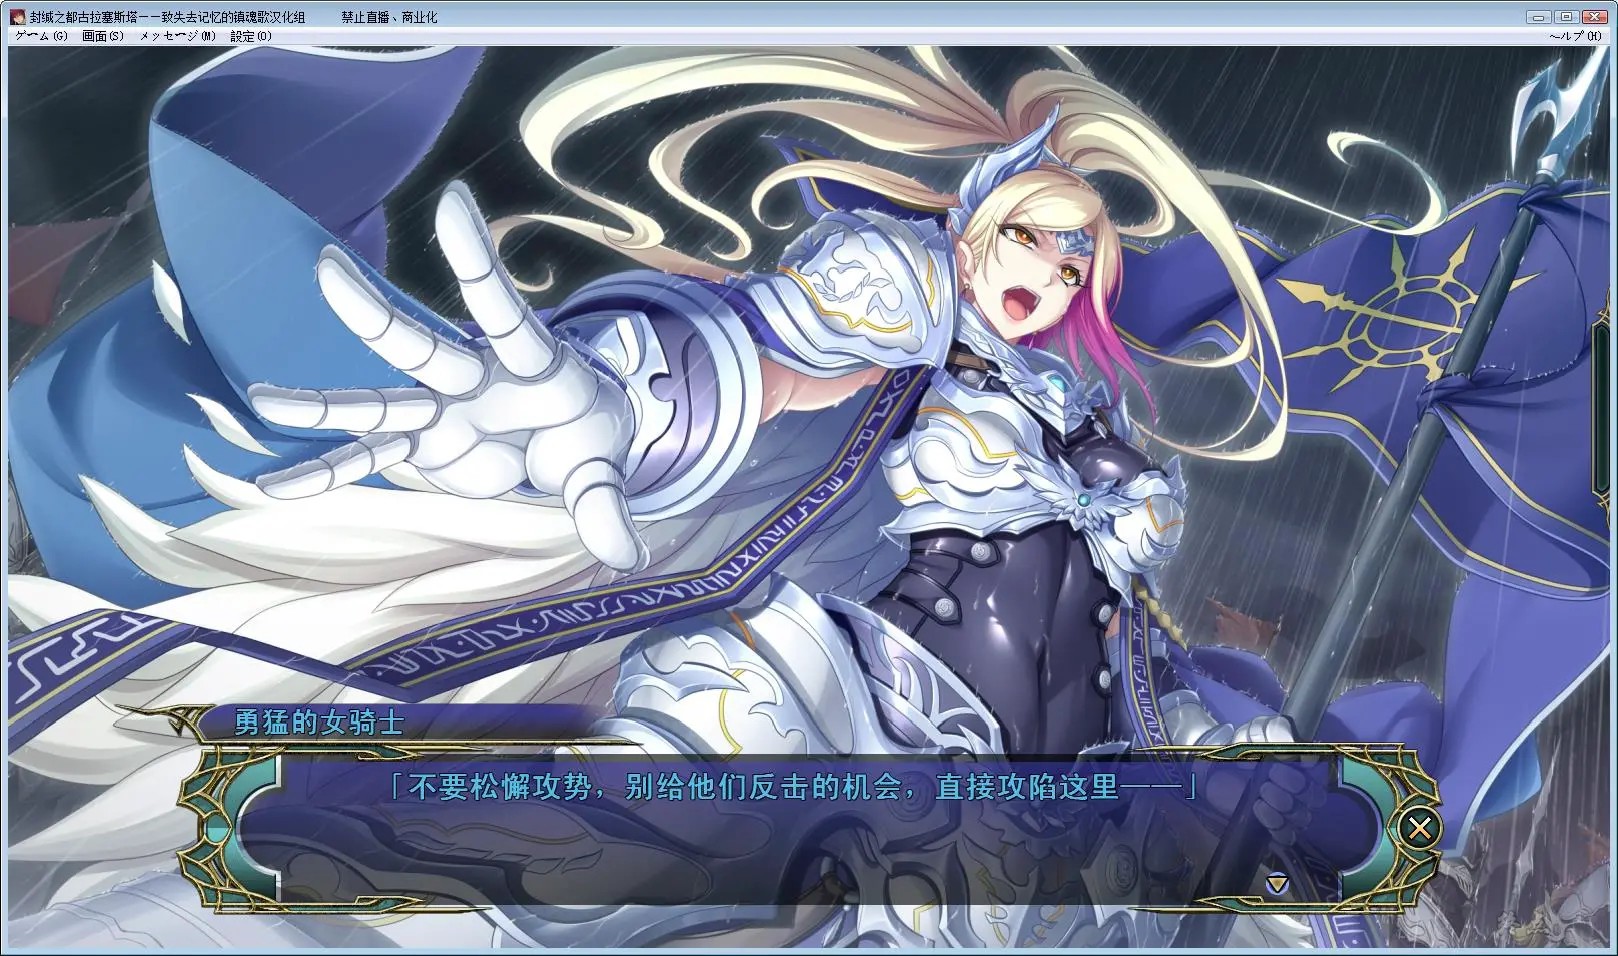 封缄之都古拉塞斯塔——致失去记忆的镇魂歌汉化组 禁止直播、商业化
ゲーム(G) 画面(S) メッセージ(M) 設定(O) ヘルプ(H)
勇猛的女骑士
「不要松懈攻势，别给他们反击的机会，直接攻陷这里——」